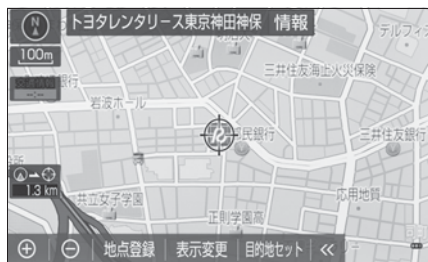 N
トヨタレンタリース東京神田神保 情報
デルフィ
100m
三井住友海上火災保険
銀行
--:--
岩波ホール
民銀行
三井住友銀行
所
1.3 km
共立女子学園
応用地質
正則学園高
地点登録 表示変更 目的地セット